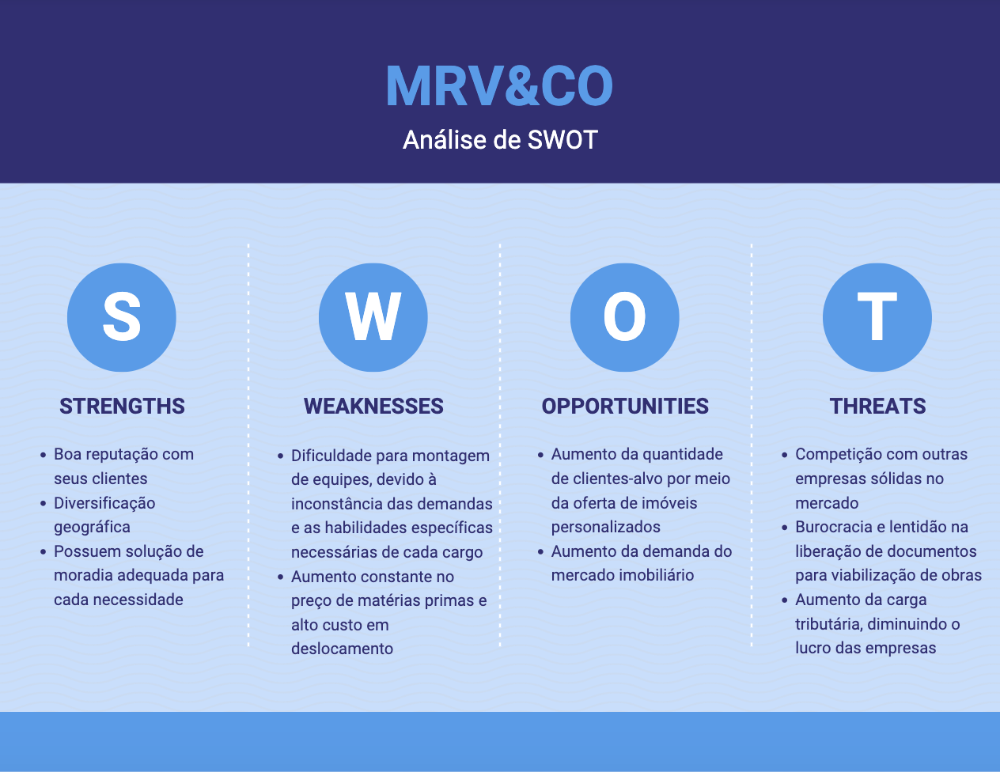 MRV&CO
Análise de SWOT
S
STRENGTHS
• Boa reputação com
seus clientes
• Diversificação
geográfica
• Possuem solução de
moradia adequada para
cada necessidade
W
WEAKNESSES
• Dificuldade para montagem
de equipes, devido à
inconstância das demandas
e as habilidades específicas
necessárias de cada cargo
• Aumento constante no
preço de matérias primas e
alto custo em
deslocamento
O
OPPORTUNITIES
• Aumento da quantidade
de clientes-alvo por meio
da oferta de imóveis
personalizados
• Aumento da demanda do
mercado imobiliário
T
THREATS
• Competição com outras
empresas sólidas no
mercado
• Burocracia e lentidão na
liberação de documentos
para viabilização de obras
• Aumento da carga
tributária, diminuindo o
lucro das empresas